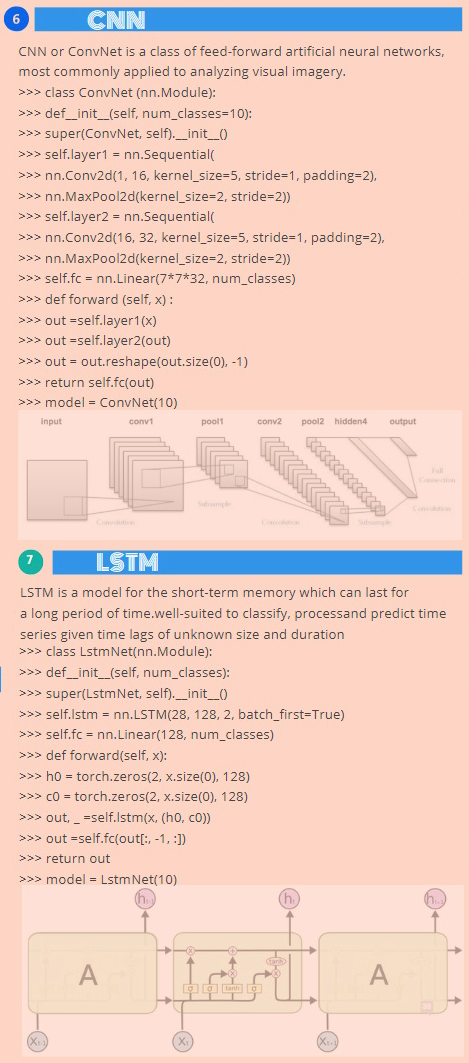 6 CNN
CNN or ConvNet is a class of feed-forward artificial neural networks,
most commonly applied to analyzing visual imagery.
>>> class ConvNet (nn.Module):
>>> def__init__(self, num_classes=10):
>>> super(ConvNet, self).__init__()
>>> self.layer1 = nn.Sequential(
>>> nn.Conv2d(1, 16, kernel_size=5, stride=1, padding=2),
>>> nn.MaxPool2d(kernel_size=2, stride=2))
>>> self.layer2 = nn.Sequential(
>>> nn.Conv2d(16, 32, kernel_size=5, stride=1, padding=2),
>>> nn.MaxPool2d(kernel_size=2, stride=2))
>>> self.fc = nn.Linear(7*7*32, num_classes)
>>> def forward (self, x) :
>>> out =self.layer1(x)
>>> out =self.layer2(out)
>>> out = out.reshape(out.size(0), -1)
>>> return self.fc(out)
>>> model = ConvNet(10)
input conv1 pool1 conv2 pool2 hidden4 output
Full
Connection
Subsample
Convolution
Convolution Convolution Subsample
7 LSTM
LSTM is a model for the short-term memory which can last for
a long period of time.well-suited to classify, processand predict time
series given time lags of unknown size and duration
>>> class LstmNet(nn.Module):
>>> def__init__(self, num_classes):
>>> super(LstmNet, self).__init__()
>>> self.lstm = nn.LSTM(28, 128, 2, batch_first=True)
>>> self.fc = nn.Linear(128, num_classes)
>>> def forward(self, x):
>>> h0 = torch.zeros(2, x.size(0), 128)
>>> c0 = torch.zeros(2, x.size(0), 128)
>>> out, _ =self.lstm(x, (h0, c0))
>>> out =self.fc(out[:, -1, :])
>>> return out
>>> model = LstmNet(10)
ht-1 ht ht+1
x +
tanh
A x x A
σ σ tanh σ
Xt-1 Xt Xt+1